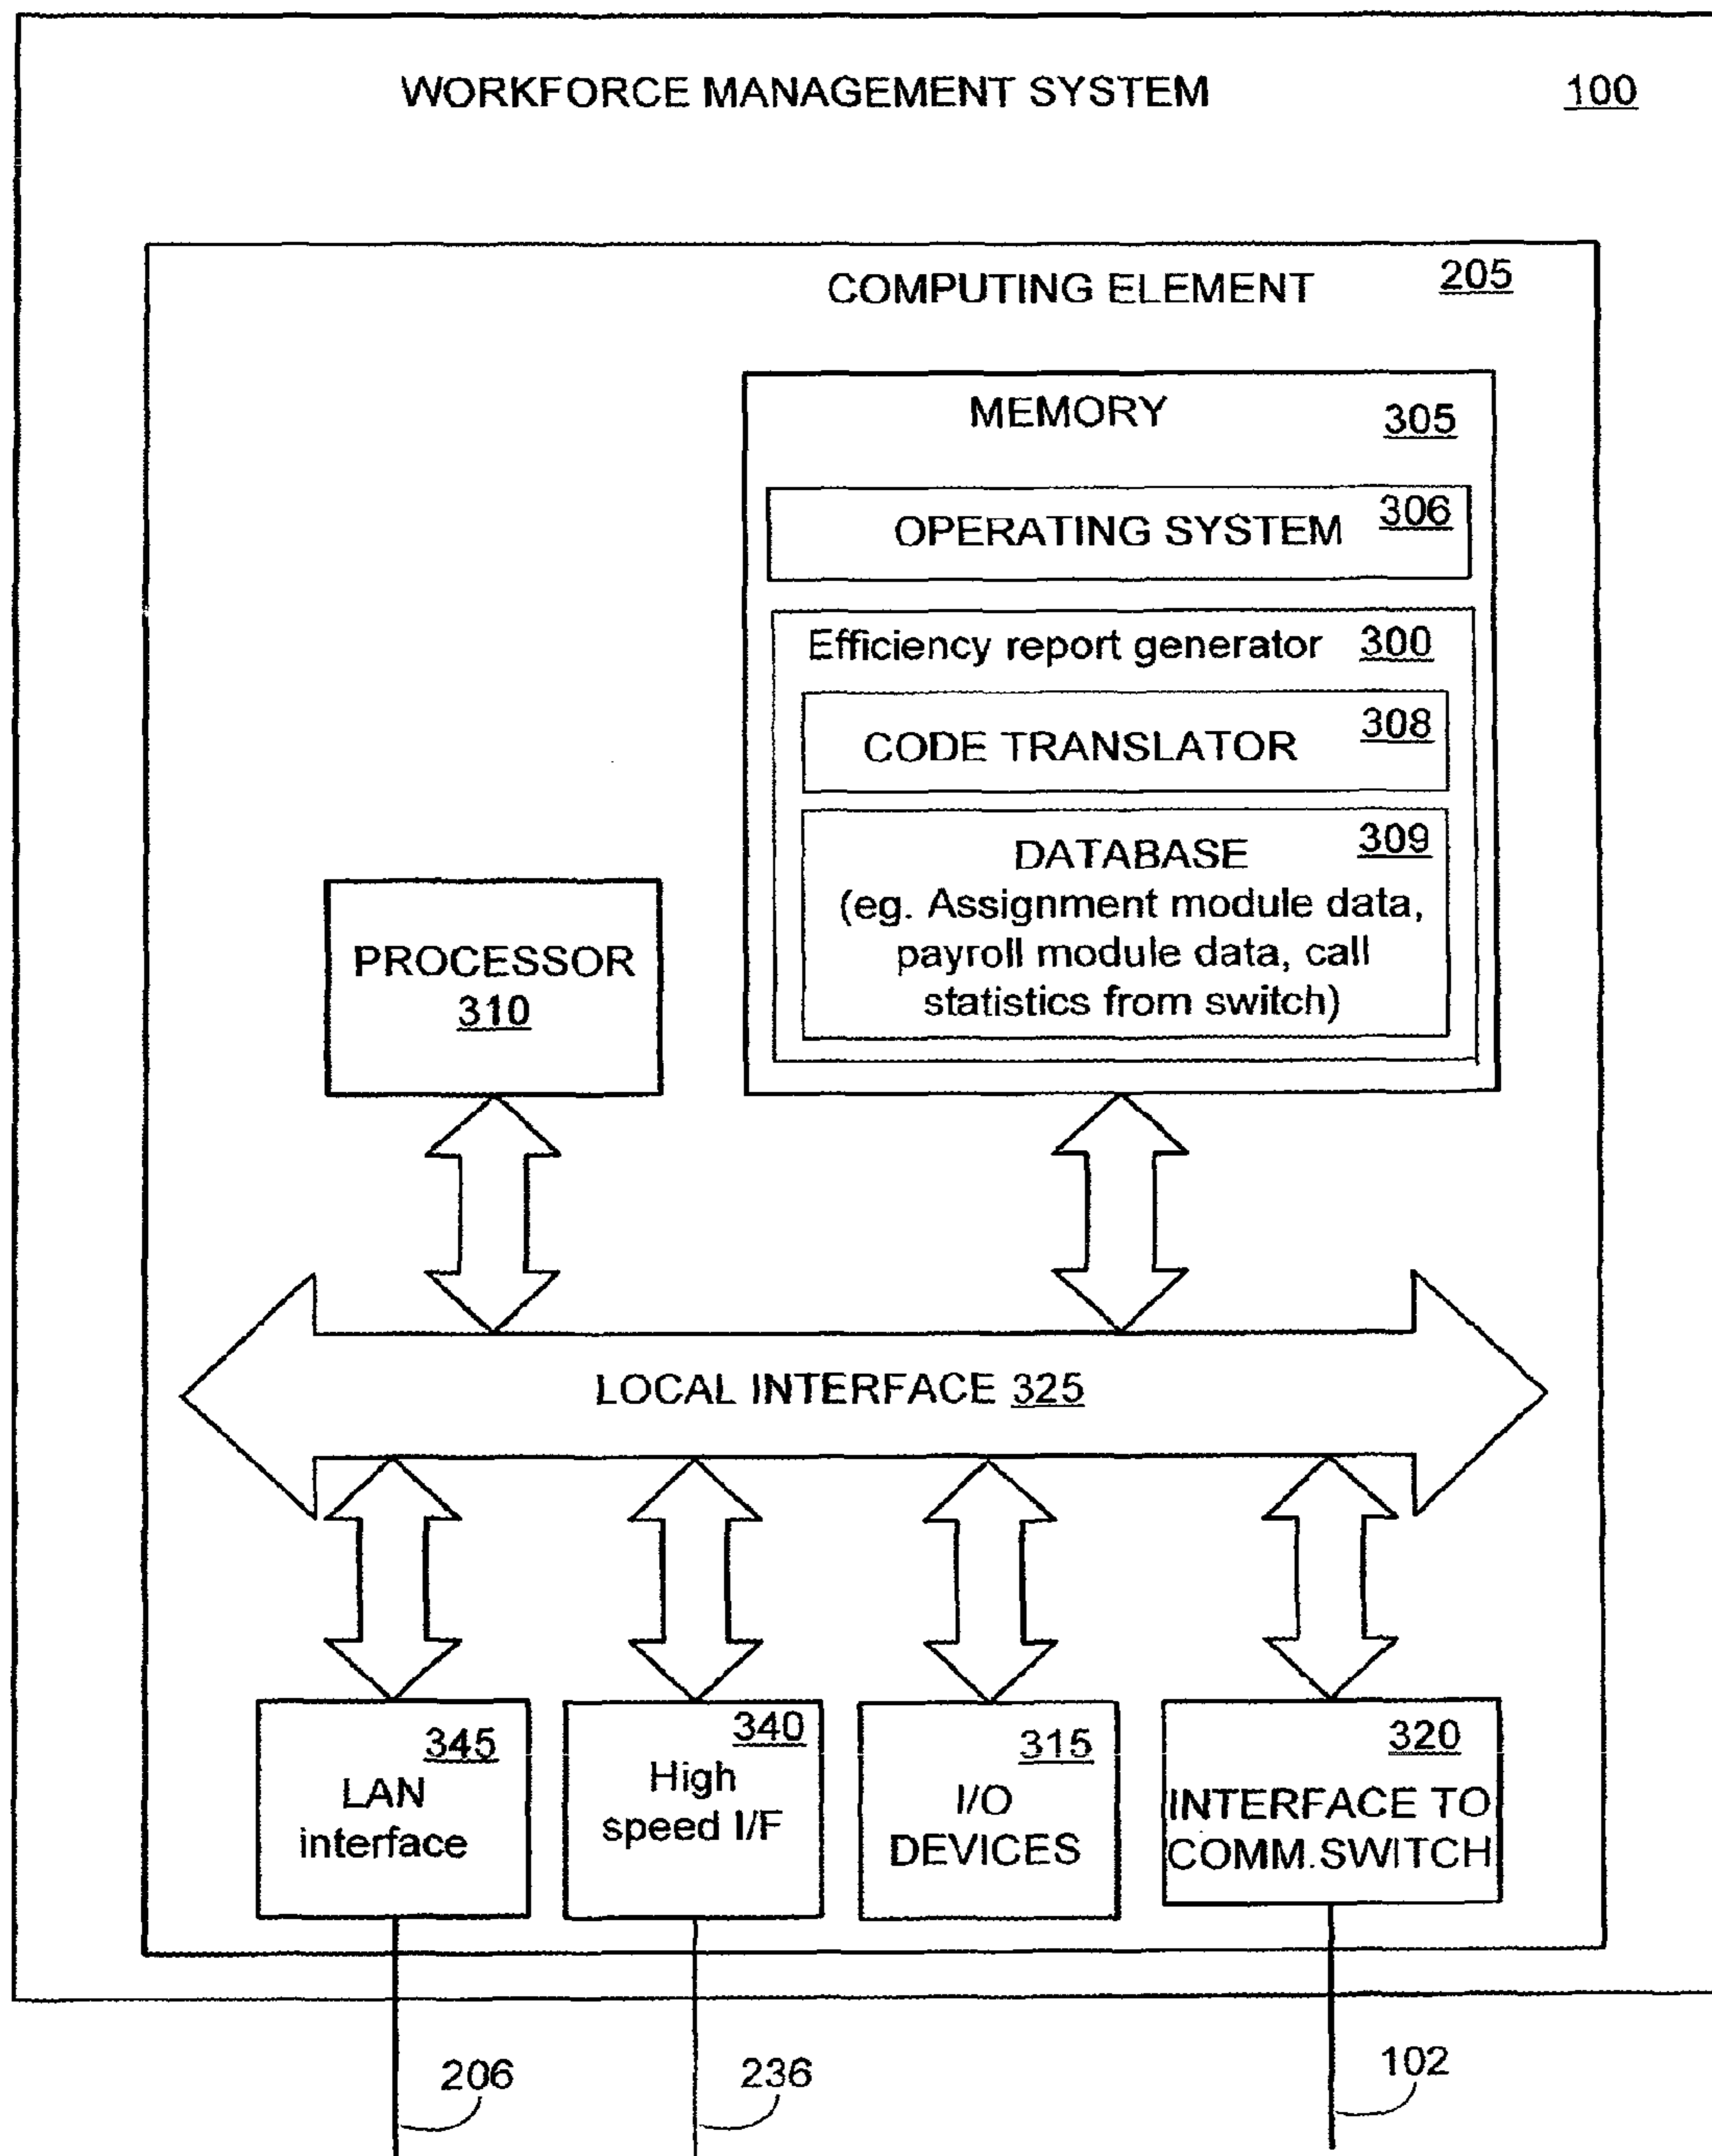 WORKFORCE MANAGEMENT SYSTEM 100
COMPUTING ELEMENT 205
MEMORY 305
OPERATING SYSTEM 306
Efficiency report generator 300
CODE TRANSLATOR 308
DATABASE 309
(eg. Assignment module data,
payroll module data, call
statistics from switch)
PROCESSOR
310
LOCAL INTERFACE 325
345
LAN
interface
340
High
speed I/F
315
I/O
DEVICES
320
INTERFACE TO
COMM.SWITCH
206
236
102